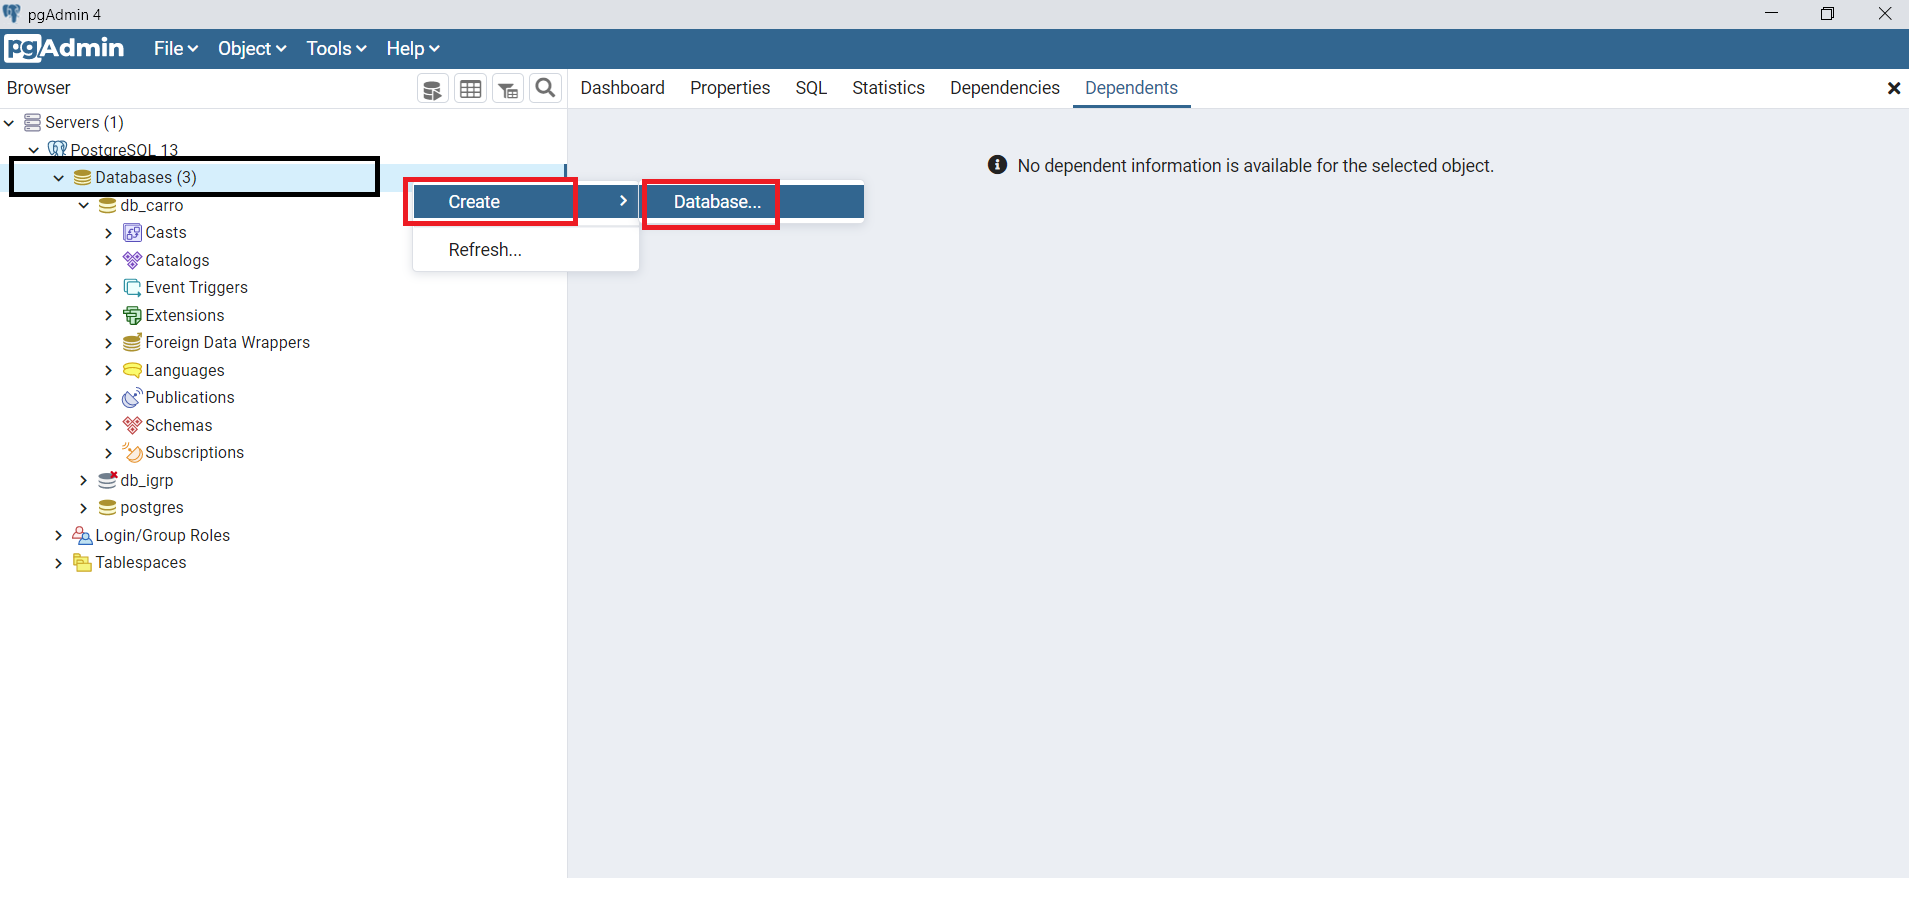 pgAdmin 4
pgAdmin File Object Tools Help
Browser
Dashboard Properties SQL Statistics Dependencies Dependents
Servers (1)
PostgreSQL 13
Databases (3)
db_carro
Casts
Catalogs
Event Triggers
Extensions
Foreign Data Wrappers
Languages
Publications
Schemas
Subscriptions
db_igrp
postgres
Login/Group Roles
Tablespaces
Create
Refresh...
Database...
No dependent information is available for the selected object.